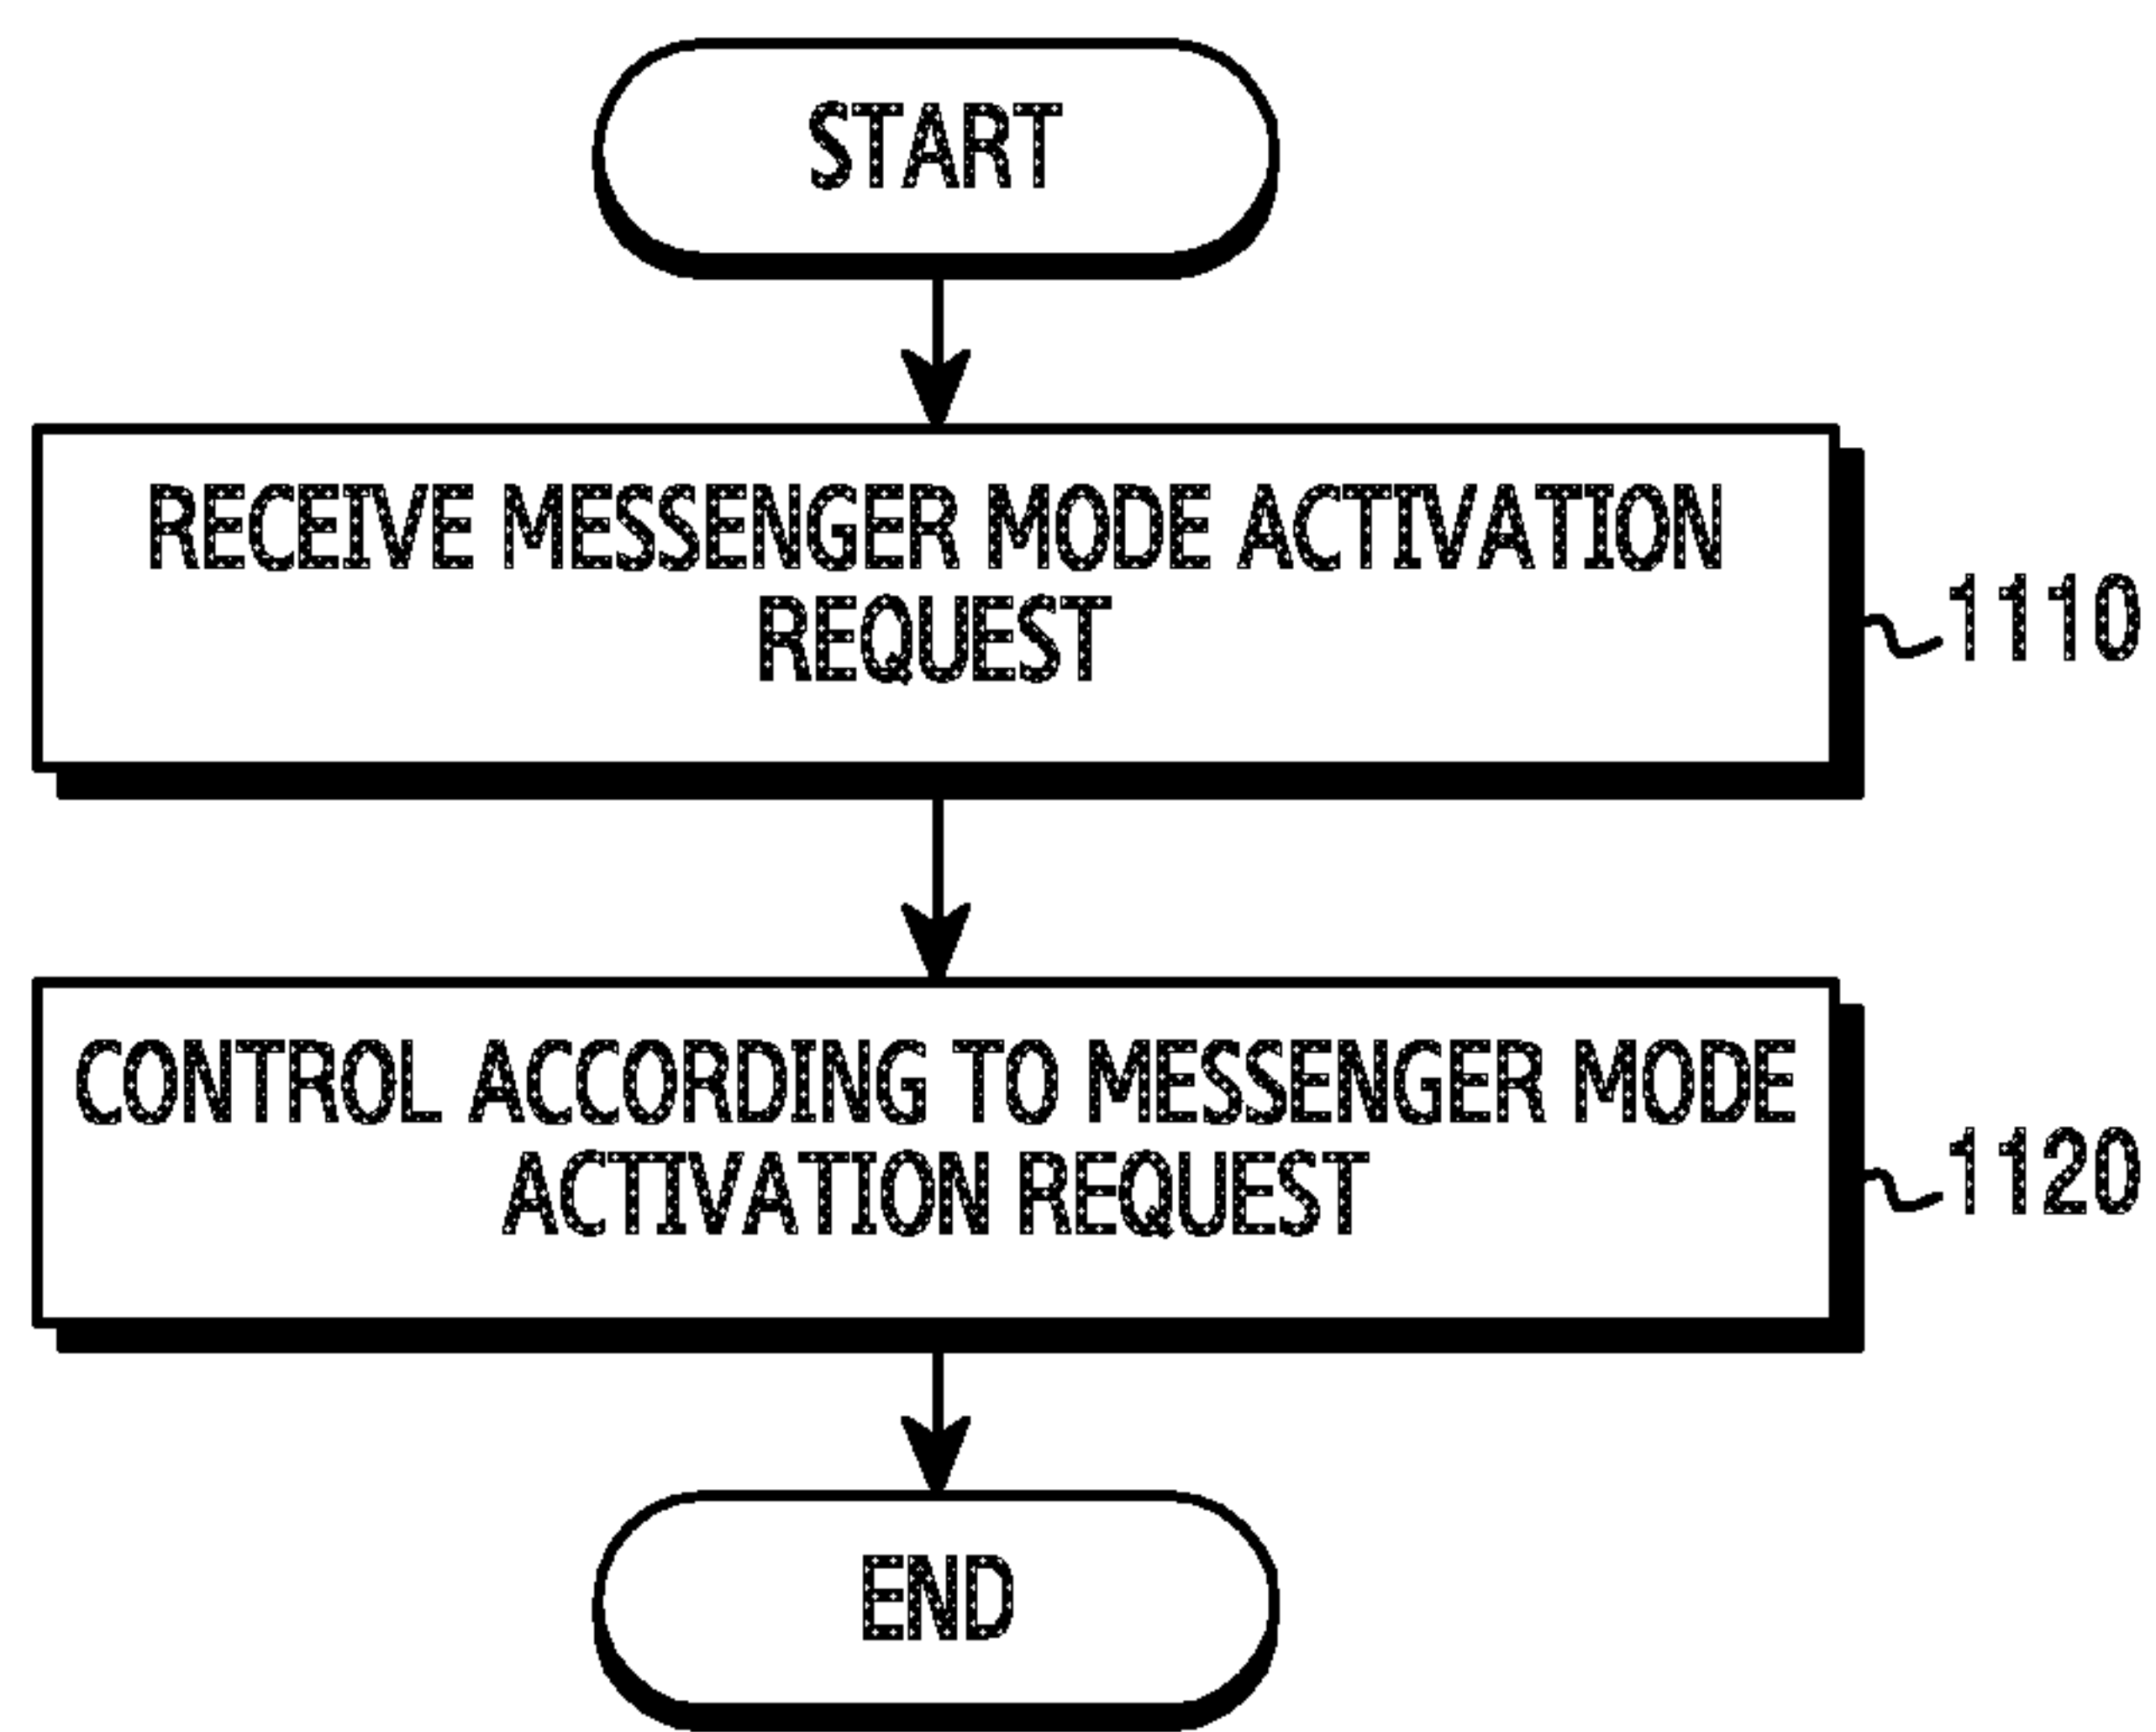 START
RECEIVE MESSENGER MODE ACTIVATION
REQUEST
1110
CONTROL ACCORDING TO MESSENGER MODE
ACTIVATION REQUEST
1120
END